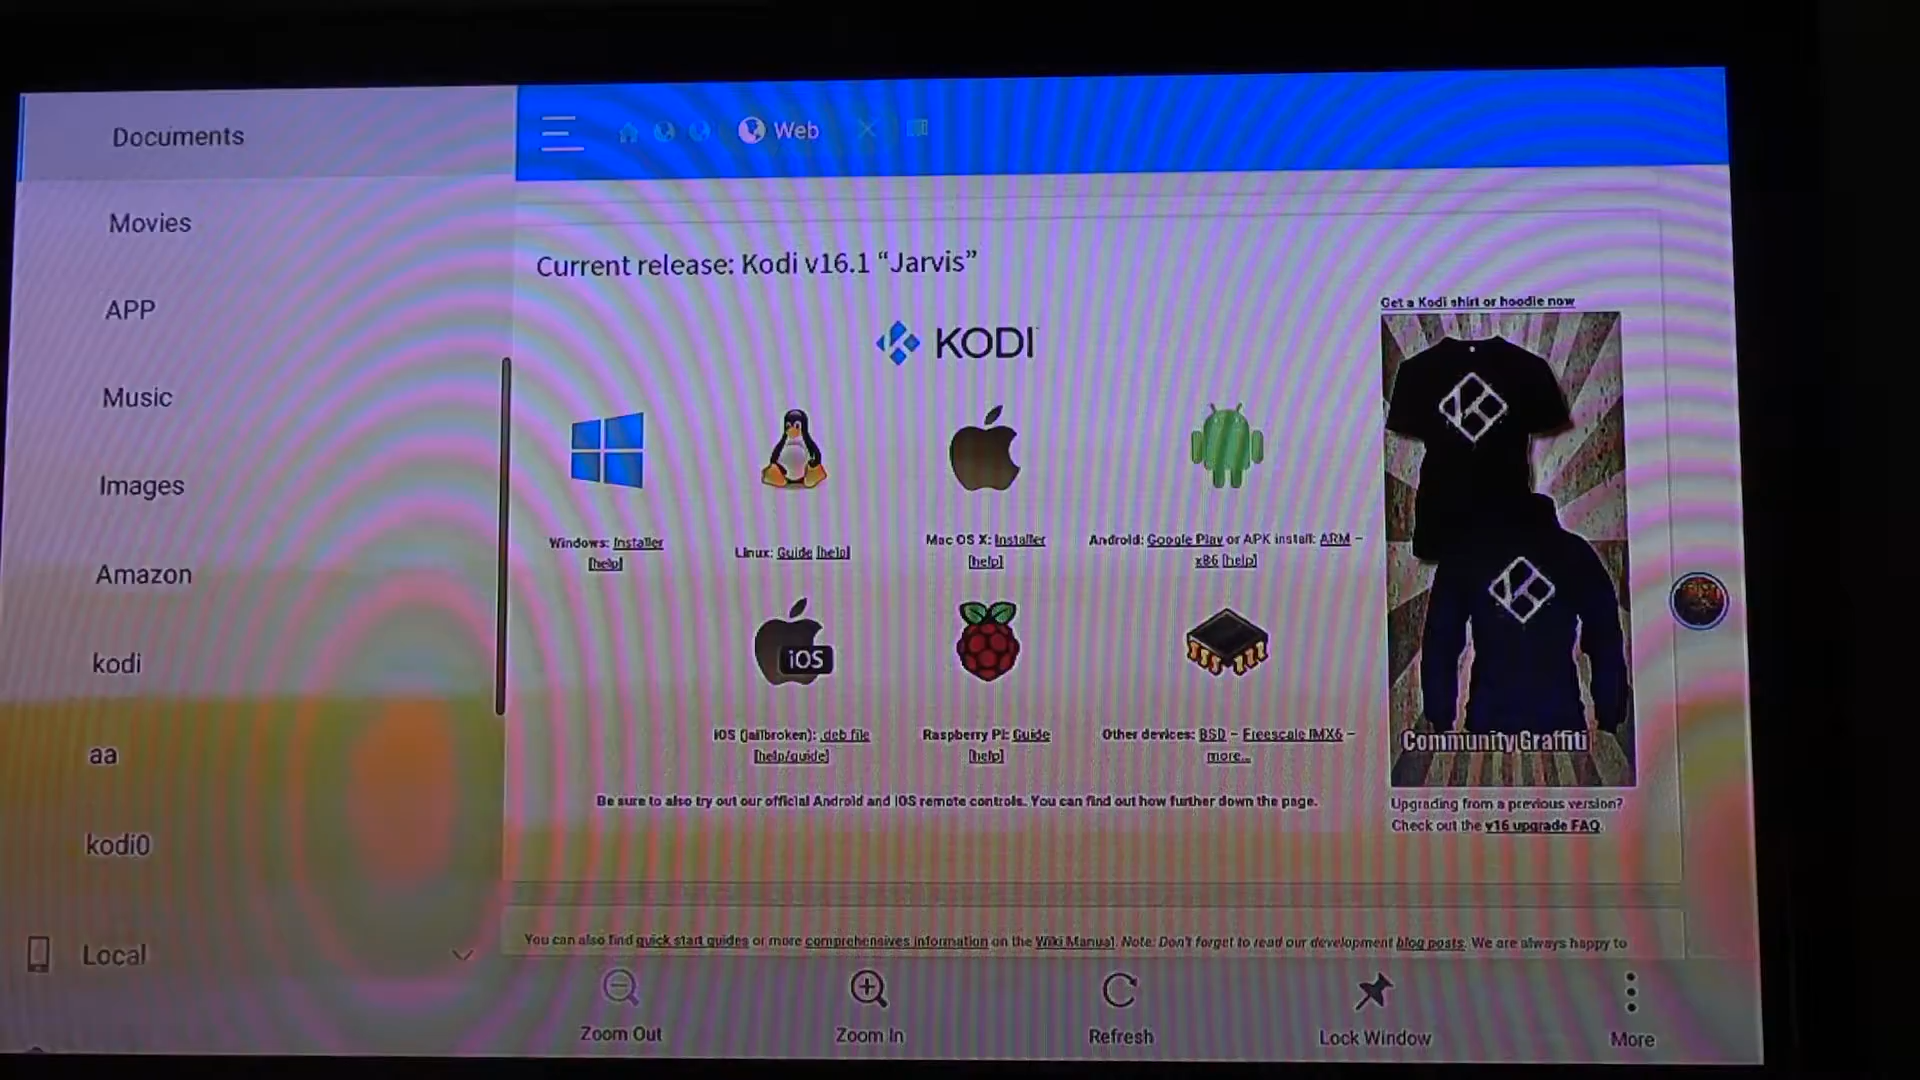 Documents
Movies
APP
Music
Images
Amazon
kodi
aa
kodi0
Local
Web
Current release: Kodi v16.1 “Jarvis”
KODI
Get a Kodi shirt or hoodie now
Windows: Installer
[help]
Linux: Guide [help]
Mac OS X: Installer
[help]
Android: Google Play or APK install: ARM –
x86 [help]
iOS
iOS (jailbroken): .deb file
[help/guide]
Raspberry Pi: Guide
[help]
Other devices: BSD – Freescale IMX6 –
more...
Community Graffiti
Be sure to also try out our official Android and iOS remote controls. You can find out how further down the page.
Upgrading from a previous version?
Check out the v16 upgrade FAQ.
You can also find quick start guides or more comprehensives information on the Wiki Manual. Note: Don't forget to read our development blog posts. We are always happy to
Zoom Out
Zoom In
Refresh
Lock Window
More